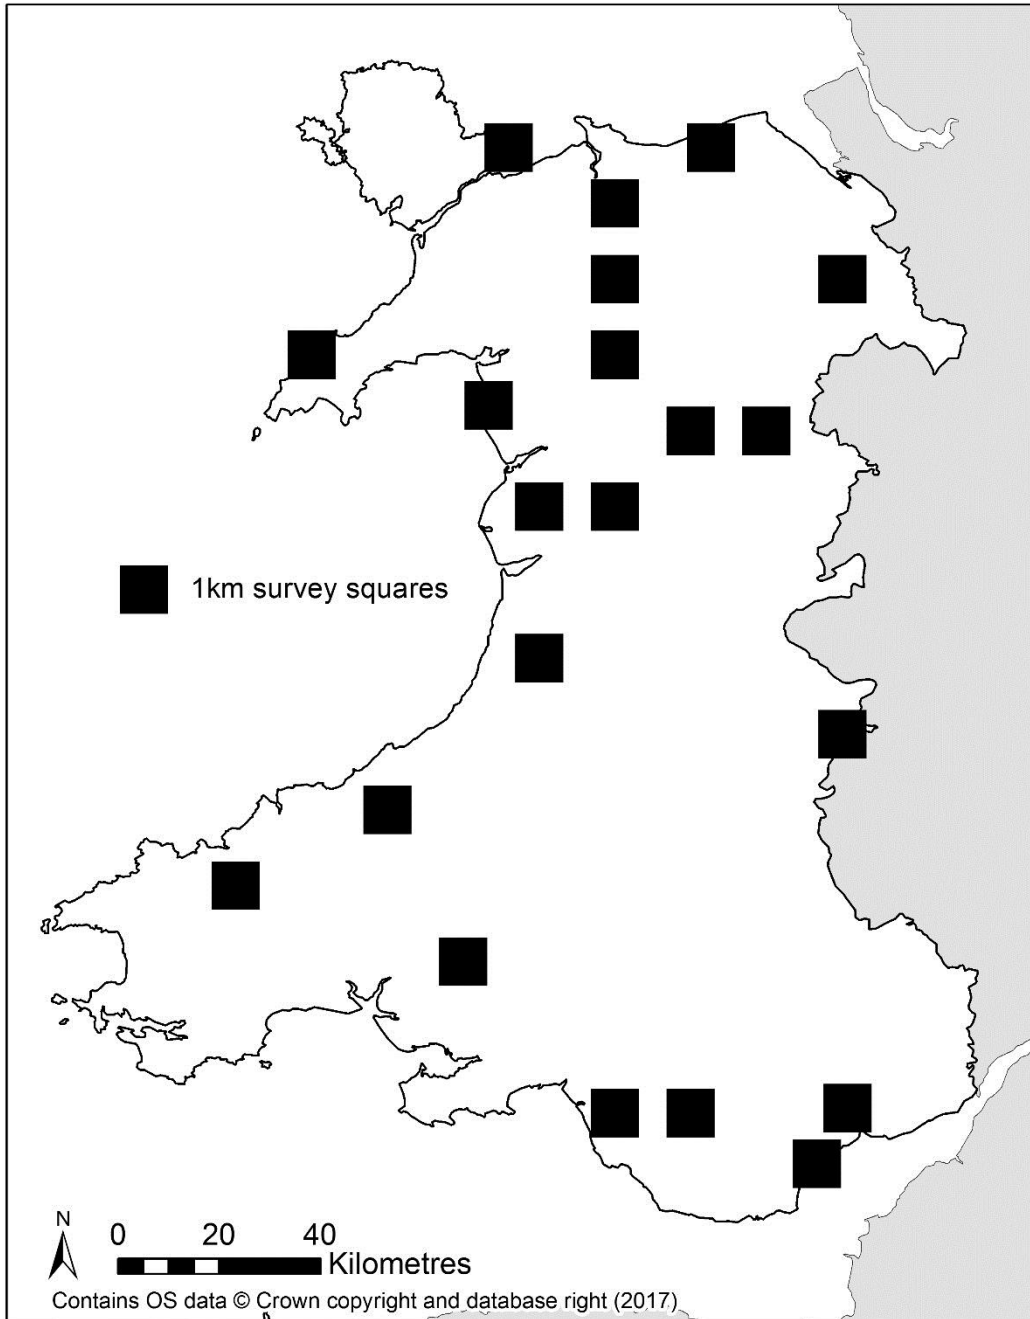 1km survey squares
N
0 20 40
Kilometres
Contains OS data © Crown copyright and database right (2017)